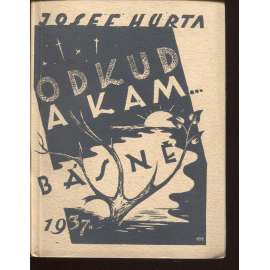 JOSEF HURTA
ODKUD
A KAM...
BÁSNĚ
1937.